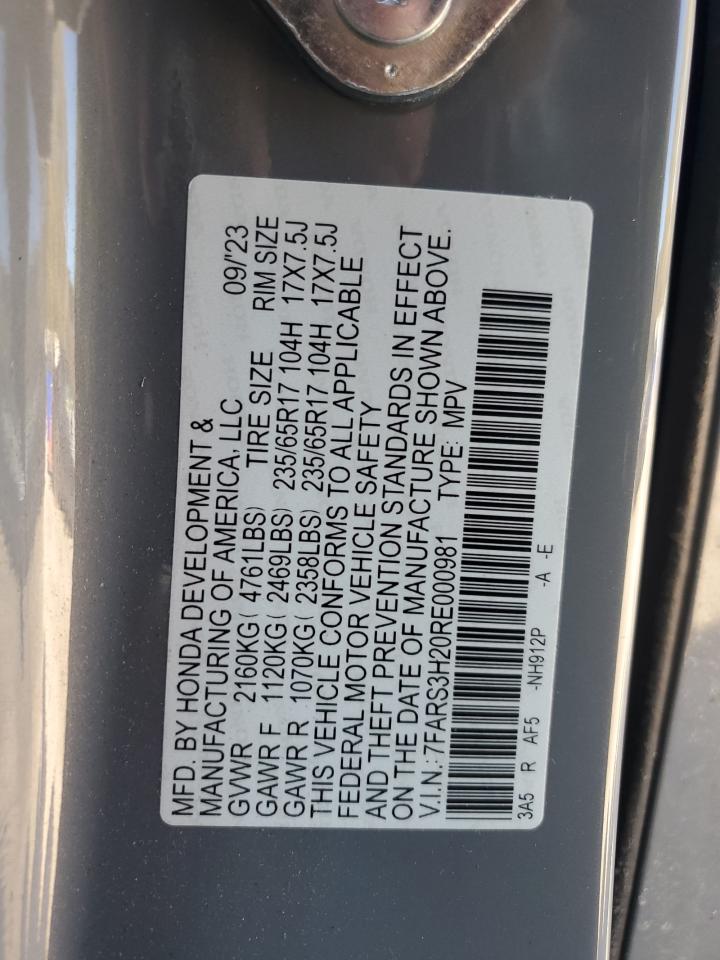 MFD. BY HONDA DEVELOPMENT &
MANUFACTURING OF AMERICA, LLC 09/'23
GVWR 2160KG ( 4761LBS) TIRE SIZE RIM SIZE
GAWR F 1120KG ( 2469LBS) 235/65R17 104H 17X7.5J
GAWR R 1070KG ( 2358LBS) 235/65R17 104H 17X7.5J
THIS VEHICLE CONFORMS TO ALL APPLICABLE
FEDERAL MOTOR VEHICLE SAFETY
AND THEFT PREVENTION STANDARDS IN EFFECT
ON THE DATE OF MANUFACTURE SHOWN ABOVE.
V.I.N.: 7FARS3H20RE000981 TYPE: MPV
3A5 R AF5 -NH912P -A -E